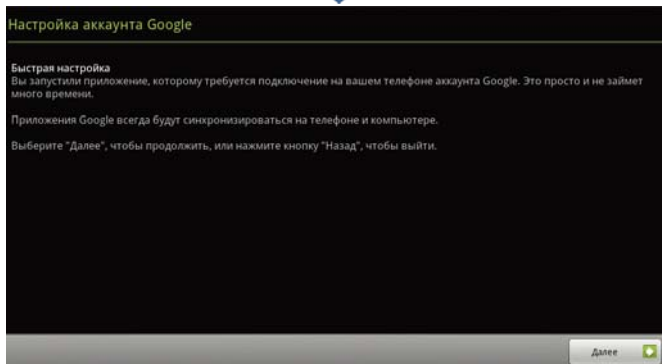 Настройка аккаунта Google
Быстрая настройка
Вы запустили приложение, которому требуется подключение на вашем телефоне аккаунта Google. Это просто и не займет
много времени.
Приложения Google всегда будут синхронизироваться на телефоне и компьютере.
Выберите "Далее", чтобы продолжить, или нажмите кнопку "Назад", чтобы выйти.
Далее